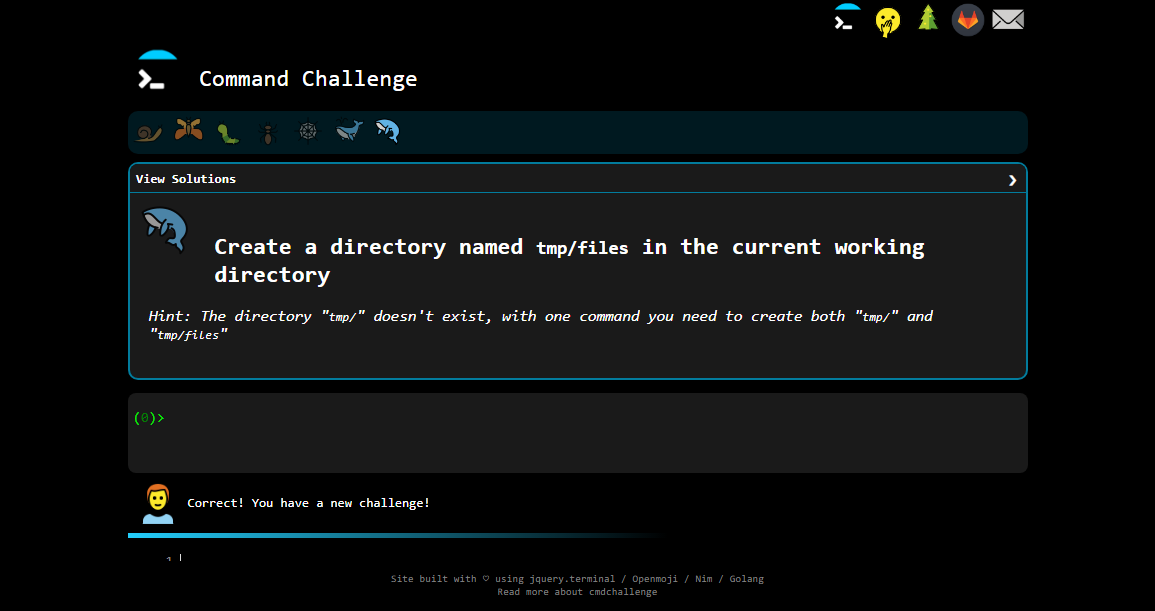 Command Challenge
View Solutions
Create a directory named tmp/files in the current working
directory
Hint: The directory "tmp/" doesn't exist, with one command you need to create both "tmp/" and
"tmp/files"
(0)>
Correct! You have a new challenge!
1
Site built with ♡ using jquery.terminal / Openmoji / Nim / Golang
Read more about cmdchallenge